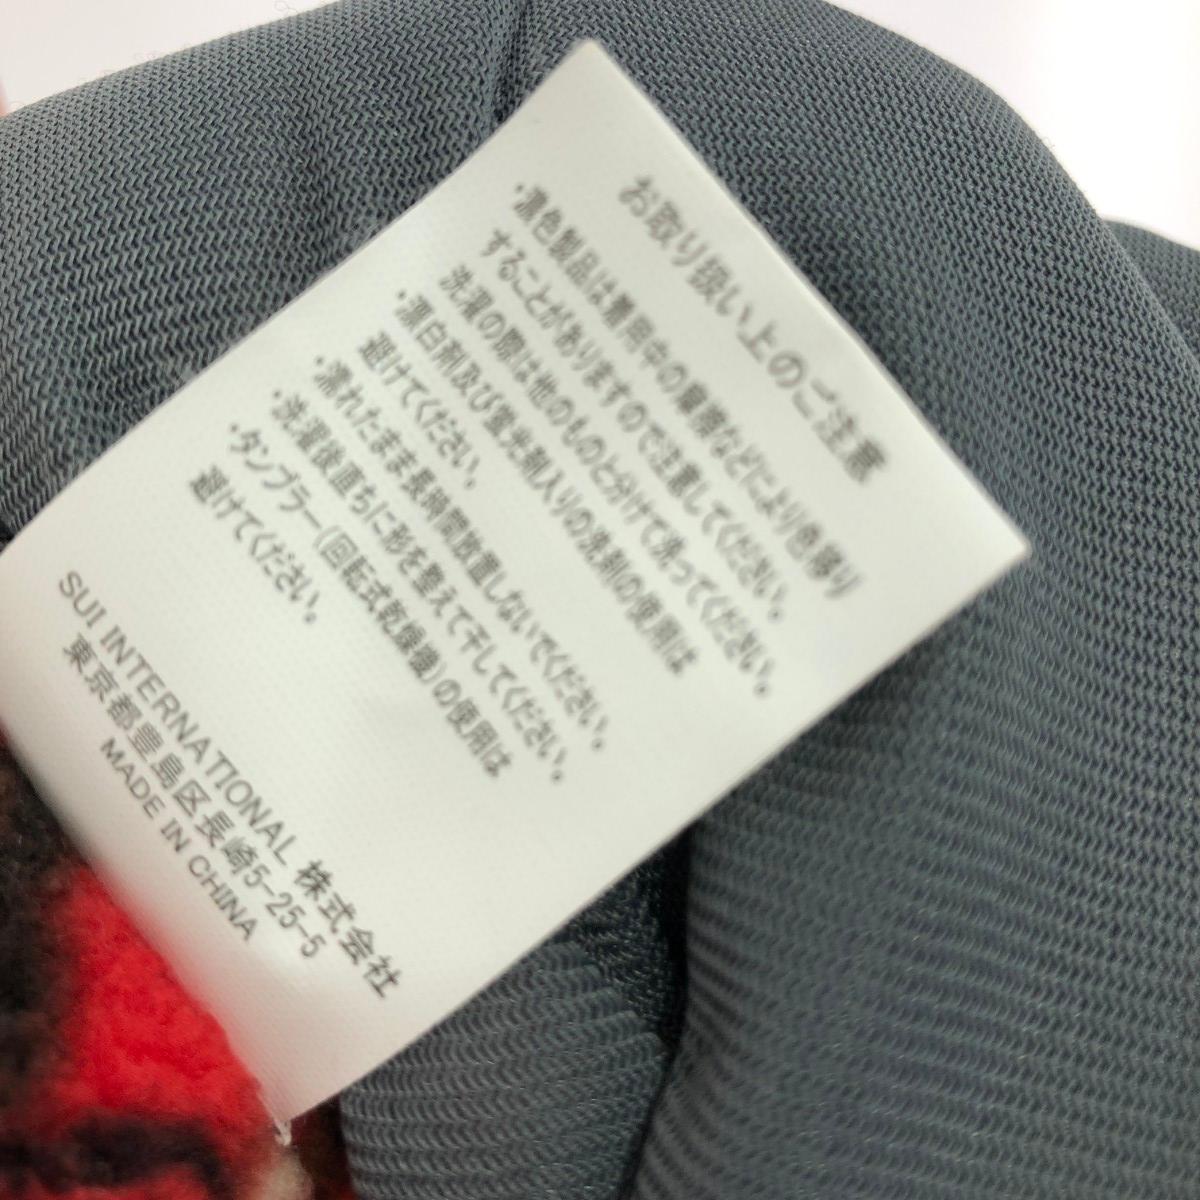 お取り扱い上のご注意
・濃色製品は着用中の摩擦などにより色移り
することがありますので注意してください。
洗濯の際は他のものと分けて洗ってください。
・漂白剤及び蛍光剤入りの洗剤の使用は
避けてください。
・濡れたまま長時間放置しないでください。
・洗濯後直ちに形を整えて干してください。
・タンブラー(回転式乾燥機)の使用は
避けてください。
SUI INTERNATIONAL 株式会社
東京都豊島区長崎5-25-5
MADE IN CHINA